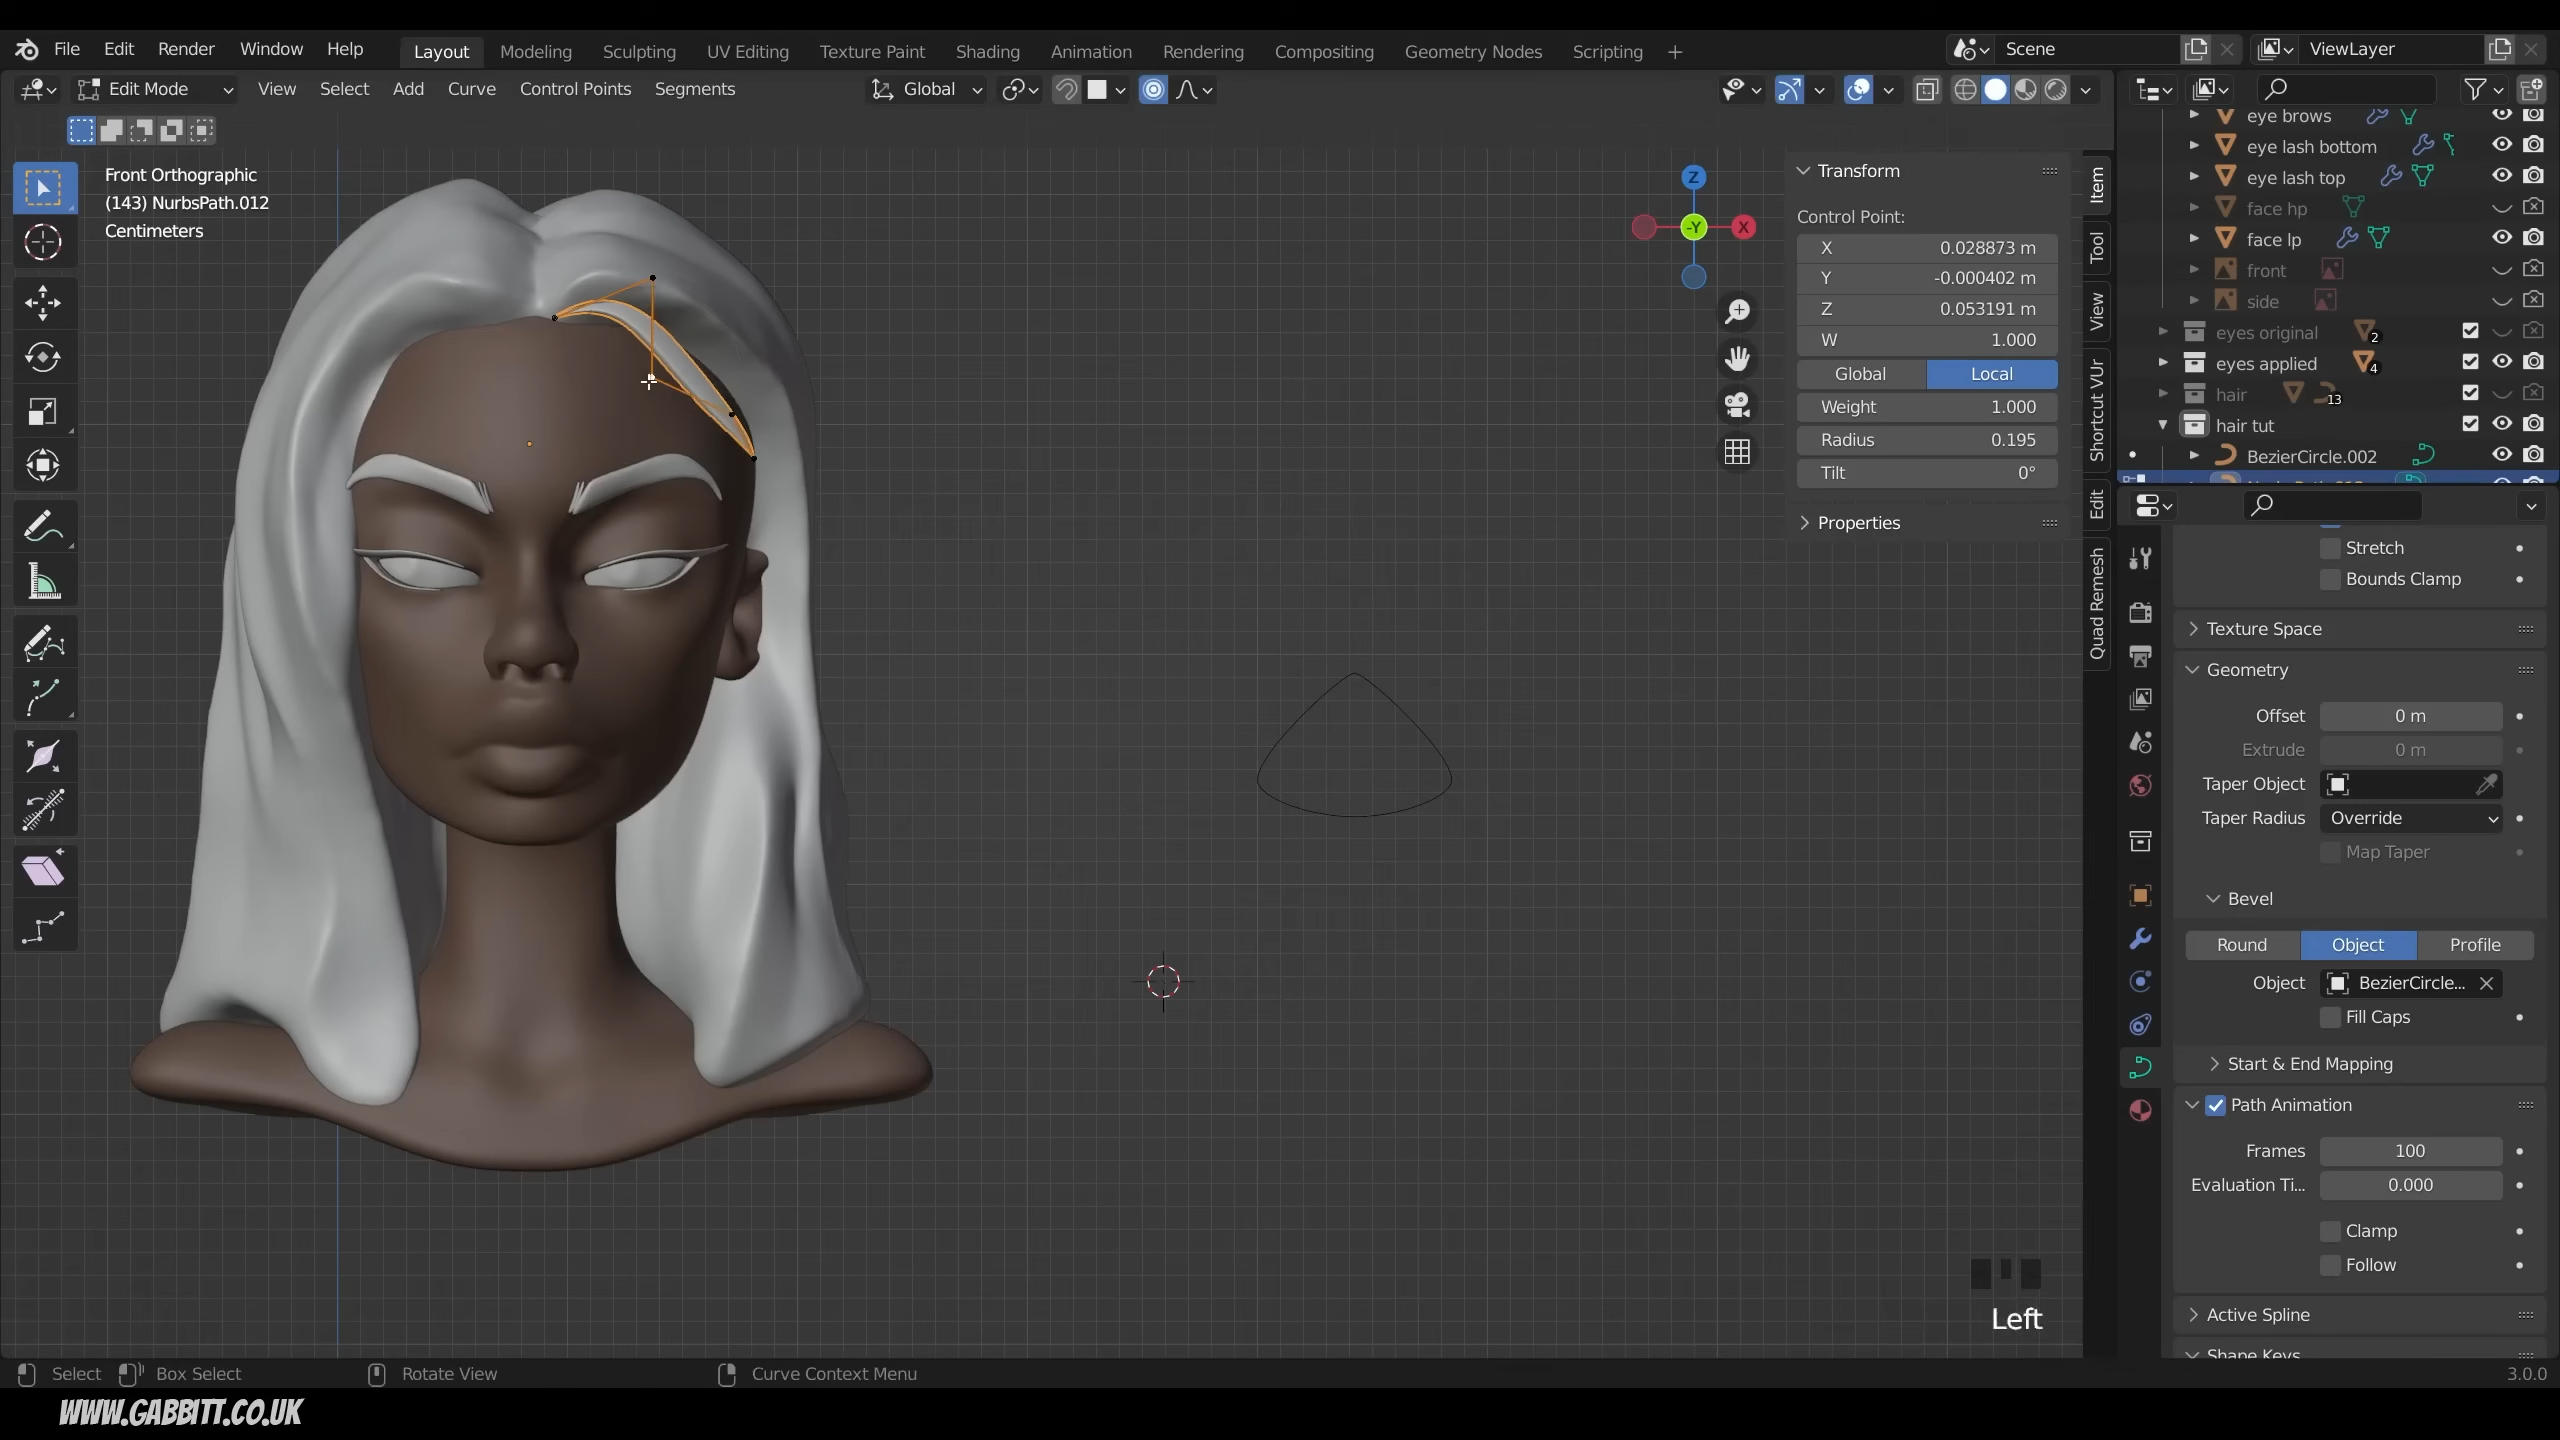 File Edit Render Window Help Layout Modeling Sculpting UV Editing Texture Paint Shading Animation Rendering Compositing Geometry Nodes Scripting + Scene ViewLayer
Edit Mode View Select Add Curve Control Points Segments Global
Front Orthographic
(143) NurbsPath.012
Centimeters
Z
-Y
X
Transform
Control Point:
X 0.028873 m
Y -0.000402 m
Z 0.053191 m
W 1.000
Global Local
Weight 1.000
Radius 0.195
Tilt 0°
Properties
Item
Tool
View
Shortcut VUr
Edit
Quad Remesh
eye brows
eye lash bottom
eye lash top
face hp
face lp
front
side
eyes original 2
eyes applied 4
hair 13
hair tut
BezierCircle.002
Stretch
Bounds Clamp
Texture Space
Geometry
Offset 0 m
Extrude 0 m
Taper Object
Taper Radius Override
Map Taper
Bevel
Round Object Profile
Object BezierCircle...
Fill Caps
Start & End Mapping
Path Animation
Frames 100
Evaluation Ti... 0.000
Clamp
Follow
Active Spline
Shape Keys
Left
Select Box Select Rotate View Curve Context Menu 3.0.0
WWW.GABBITT.CO.UK